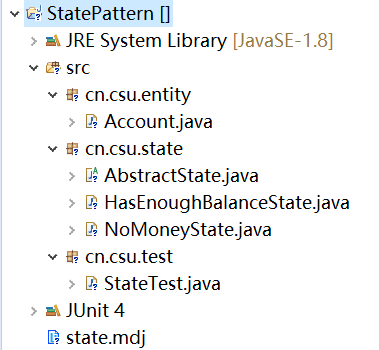 StatePattern []
JRE System Library [JavaSE-1.8]
src
cn.csu.entity
Account.java
cn.csu.state
AbstractState.java
HasEnoughBalanceState.java
NoMoneyState.java
cn.csu.test
StateTest.java
JUnit 4
state.mdj